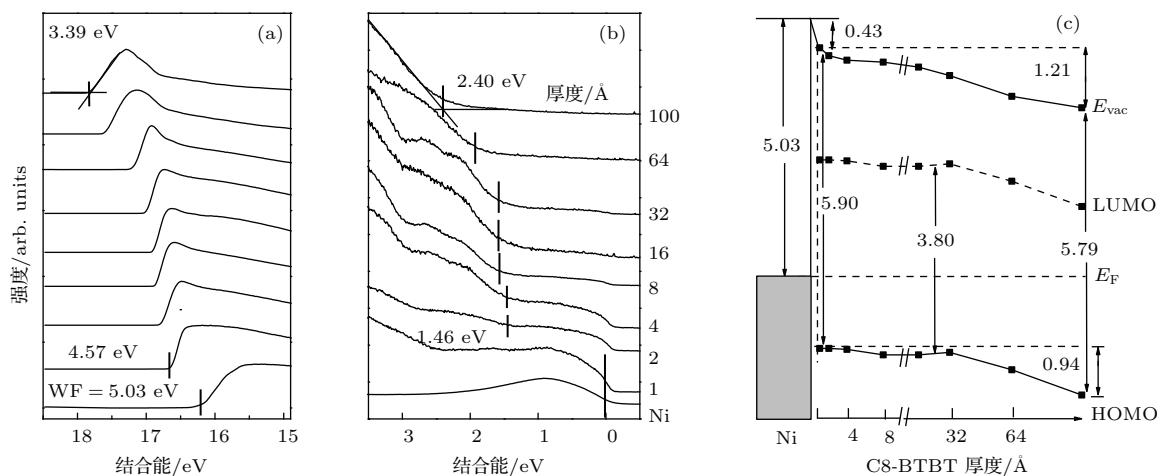 (a)
3.39 eV
4.57 eV
WF = 5.03 eV
强度/arb. units
18 17 16 15
结合能/eV
(b)
2.40 eV
厚度/Å
100
64
32
16
8
4
2
1
Ni
1.46 eV
3 2 1 0
结合能/eV
(c)
0.43
1.21
Evac
5.03
LUMO
5.90
3.80
5.79
EF
0.94
HOMO
Ni 4 8 32 64
C8-BTBT 厚度/Å